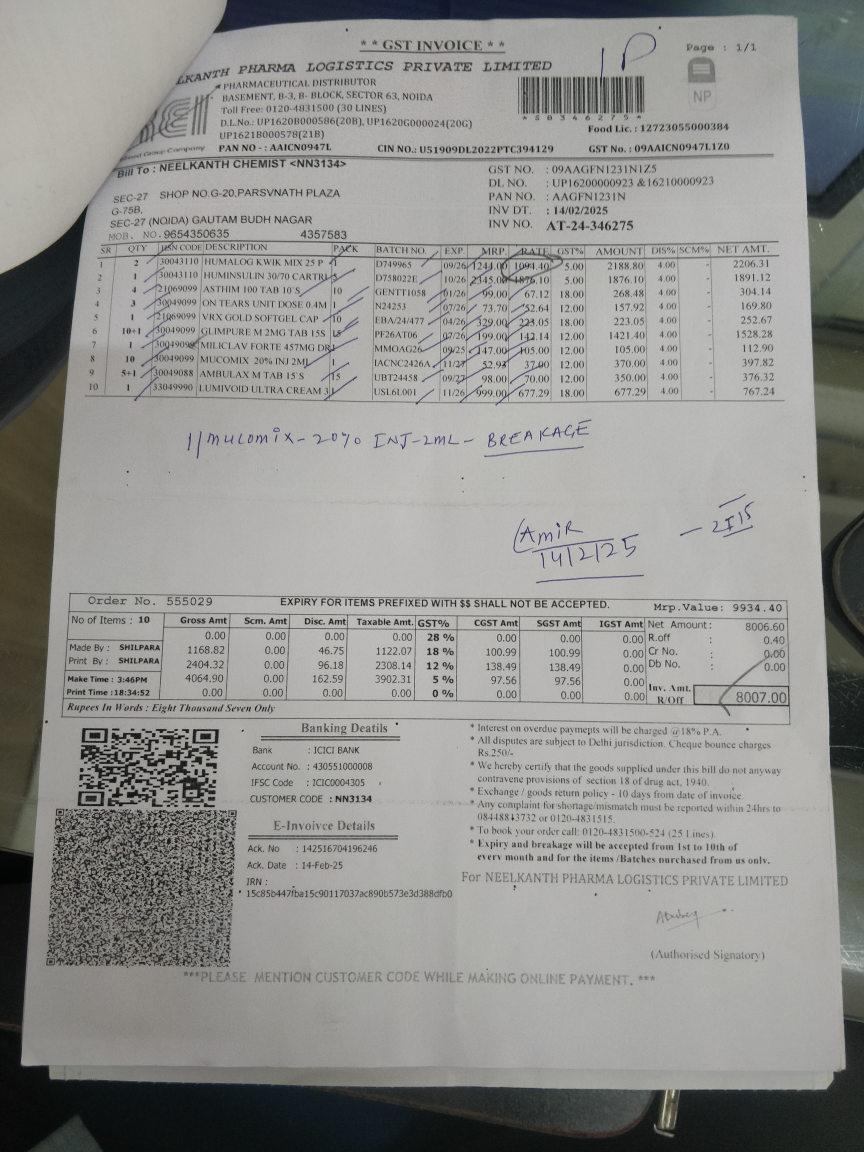 ** GST INVOICE **
1P
Page : 1/1
NEELKANTH PHARMA LOGISTICS PRIVATE LIMITED
NP
PHARMACEUTICAL DISTRIBUTOR
BASEMENT, B-3, B- BLOCK, SECTOR 63, NOIDA
Toll Free: 0120-4831500 (30 LINES)
*58346275*
D.L.No.: UP1620B000586(20B), UP1620G000024(20G)
UP1621B000578(21B)
Food Lic. : 12723055000384
Group Company
PAN NO - : AAICN0947L CIN NO.: U51909DL2022PTC394129 GST No. : 09AAICN0947L1Z0
Bill To : NEELKANTH CHEMIST <NN3134>
SEC-27 SHOP NO.G-20,PARSVNATH PLAZA
G-75B,
SEC-27 (NOIDA) GAUTAM BUDH NAGAR
MOB. NO. 9654350635 4357583
GST NO. : 09AAGFN1231N1Z5
DL NO. : UP16200000923 &16210000923
PAN NO. : AAGFN1231N
INV DT. : 14/02/2025
INV NO. AT-24-346275
SR QTY HSN CODE DESCRIPTION PACK BATCH NO. EXP MRP RATE GST% AMOUNT DIS% SCM% NET AMT.
1 2 30043110 HUMALOG KWIK MIX 25 P 1 D749965 09/26 1244.00 1094.40 5.00 2188.80 4.00 - 2206.31
2 1 30043110 HUMINSULIN 30/70 CARTRI 5 D758022E 10/26 2345.00 1876.10 5.00 1876.10 4.00 - 1891.12
3 4 21069099 ASTHIM 100 TAB 10'S 10 GENTT1058 01/26 99.00 67.12 18.00 268.48 4.00 - 304.14
4 3 30049099 ON TEARS UNIT DOSE 0.4M 1 N24253 07/26 73.70 52.64 12.00 157.92 4.00 - 169.80
5 1 21069099 VRX GOLD SOFTGEL CAP 10 EBA/24/477 04/26 329.00 223.05 18.00 223.05 4.00 - 252.67
6 10+1 30049099 GLIMPURE M 2MG TAB 15S 15 PF26AT06 07/26 199.00 142.14 12.00 1421.40 4.00 - 1528.28
7 1 30049099 MILICLAV FORTE 457MG DR 1 MMOAG26 09/25 147.00 105.00 12.00 105.00 4.00 - 112.90
8 10 30049099 MUCOMIX 20% INJ 2ML 1 IACNC2426A 11/27 52.93 37.00 12.00 370.00 4.00 - 397.82
9 5+1 30049088 AMBULAX M TAB 15`S 15 UBT24458 09/27 98.00 70.00 12.00 350.00 4.00 - 376.32
10 1 33049990 LUMIVOID ULTRA CREAM 3 1 USL6L001 11/26 999.00 677.29 18.00 677.29 4.00 - 767.24
1 // mucomix-20% INJ-2ML- BREAKAGE
Amir
14/2/25
Order No. 555029 EXPIRY FOR ITEMS PREFIXED WITH $$ SHALL NOT BE ACCEPTED. Mrp.Value: 9934.40
No of Items : 10 Gross Amt Scm. Amt Disc. Amt Taxable Amt. GST% CGST Amt SGST Amt IGST Amt Net Amount: 8006.60
0.00 0.00 0.00 0.00 28 % 0.00 0.00 0.00 R.off : 0.40
Made By : SHILPARA 1168.82 0.00 46.75 1122.07 18 % 100.99 100.99 0.00 Cr No. : 0.00
Print By : SHILPARA 2404.32 0.00 96.18 2308.14 12 % 138.49 138.49 0.00 Db No. : 0.00
Make Time : 3:46PM 4064.90 0.00 162.59 3902.31 5 % 97.56 97.56 0.00 Inv. Amt.
Print Time :18:34:52 0.00 0.00 0.00 0.00 0 % 0.00 0.00 0.00 R/Off 8007.00
Rupees In Words : Eight Thousand Seven Only
Banking Deatils
Bank : ICICI BANK
Account No. : 430551000008
IFSC Code : ICIC0004305
CUSTOMER CODE : NN3134
E-Invoivce Details
Ack. No : 142516704196246
Ack. Date : 14-Feb-25
IRN :
15c85b447fba15c90117037ac890b573e3d388dfb0
* Interest on overdue paymepts will be charged @18% P.A.
* All disputes are subject to Delhi jurisdiction. Cheque bounce charges
Rs.250/-
* We hereby certify that the goods supplied under this bill do not anyway
contravene provisions of section 18 of drug act, 1940.
* Exchange / goods return policy - 10 days from date of invoice
* Any complaint for shortage/mismatch must be reported within 24hrs to
08448813732 or 0120-4831515.
* To book your order call: 0120-4831500-524 (25 Lines)
* Expiry and breakage will be accepted from 1st to 10th of
every month and for the items /Batches purchased from us only.
For NEELKANTH PHARMA LOGISTICS PRIVATE LIMITED
(Authorised Signatory)
***PLEASE MENTION CUSTOMER CODE WHILE MAKING ONLINE PAYMENT. ***